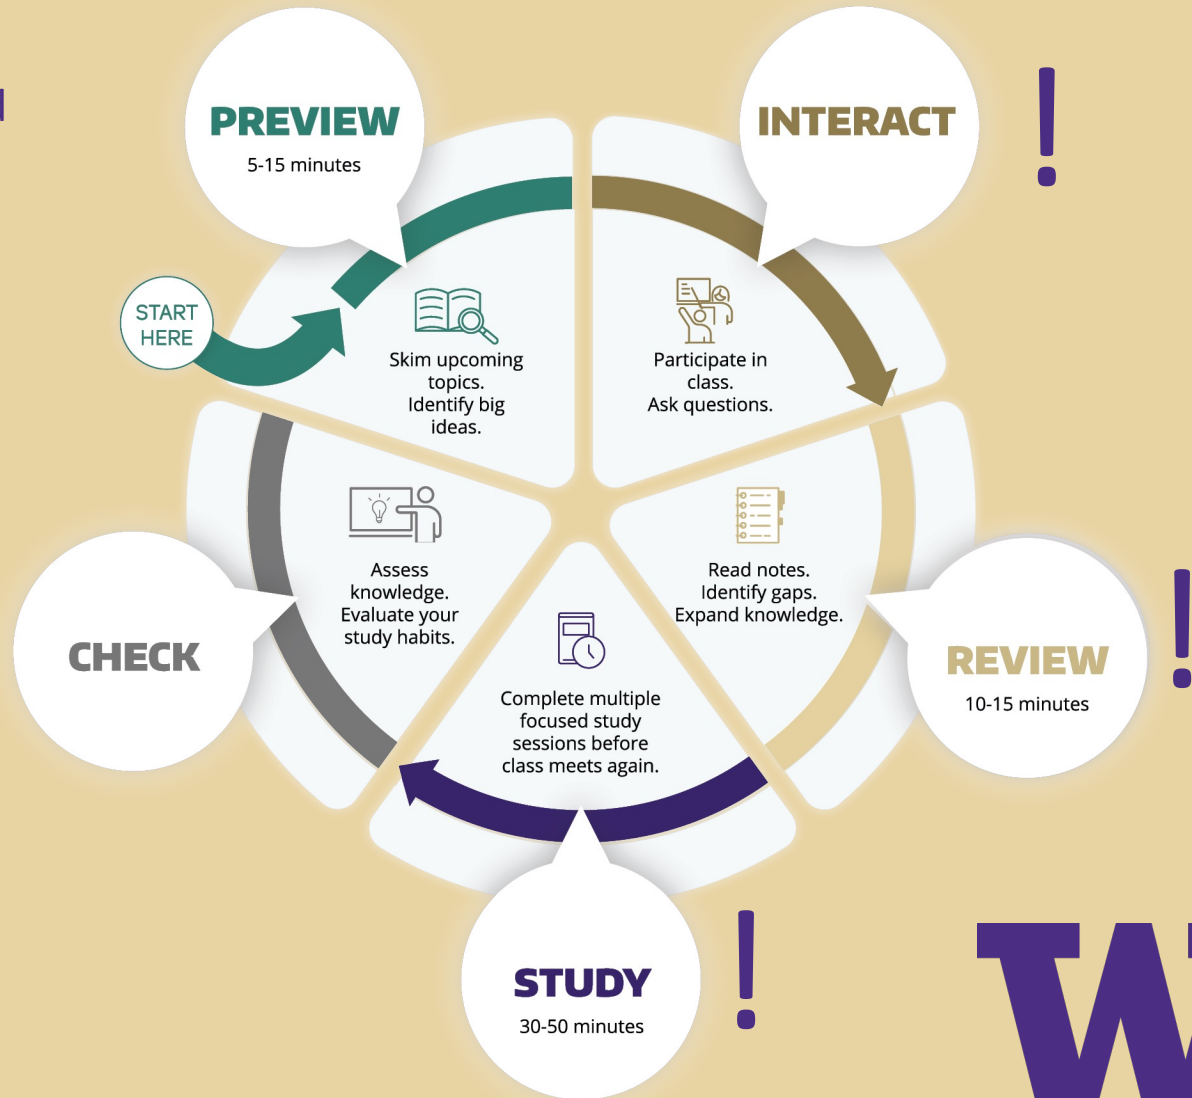 PREVIEW
5-15 minutes
START
HERE
Skim upcoming
topics.
Identify big
ideas.
INTERACT
!
Participate in
class.
Ask questions.
Read notes.
Identify gaps.
Expand knowledge.
REVIEW
10-15 minutes
!
Complete multiple
focused study
sessions before
class meets again.
STUDY
30-50 minutes
!
Assess
knowledge.
Evaluate your
study habits.
CHECK
W